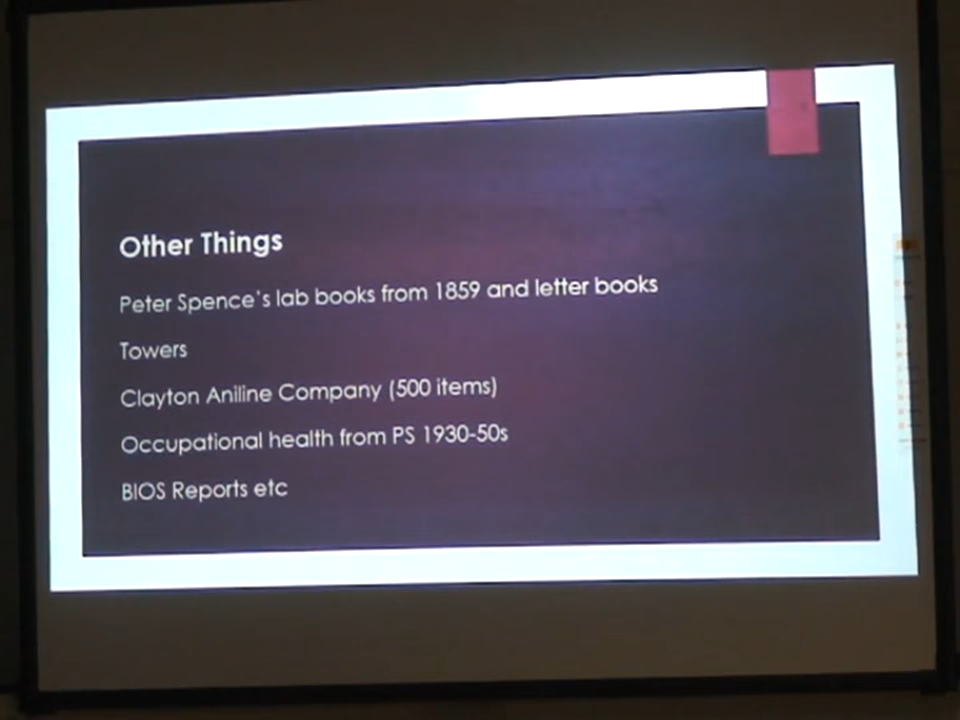 Other Things
Peter Spence's lab books from 1859 and letter books
Towers
Clayton Aniline Company (500 items)
Occupational health from PS 1930-50s
BIOS Reports etc